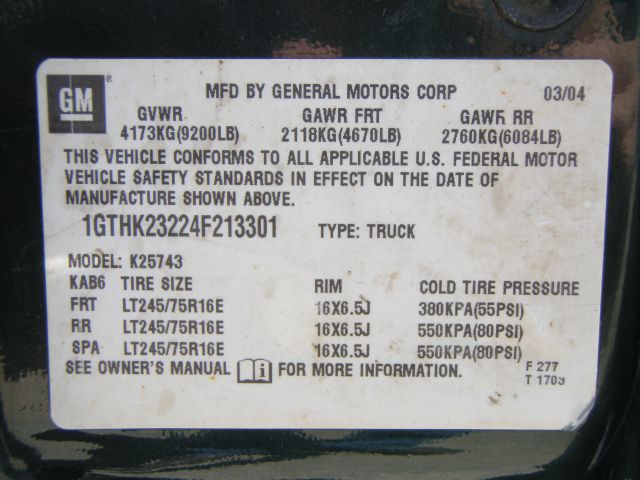 GM ®
MFD BY GENERAL MOTORS CORP 03/04
GVWR GAWR FRT GAWR RR
4173KG(9200LB) 2118KG(4670LB) 2760KG(6084LB)
THIS VEHICLE CONFORMS TO ALL APPLICABLE U.S. FEDERAL MOTOR
VEHICLE SAFETY STANDARDS IN EFFECT ON THE DATE OF
MANUFACTURE SHOWN ABOVE.
1GTHK23224F213301 TYPE: TRUCK
MODEL: K25743
KAB6 TIRE SIZE RIM COLD TIRE PRESSURE
FRT LT245/75R16E 16X6.5J 380KPA(55PSI)
RR LT245/75R16E 16X6.5J 550KPA(80PSI)
SPA LT245/75R16E 16X6.5J 550KPA(80PSI)
SEE OWNER'S MANUAL i FOR MORE INFORMATION. F 277
T 1703